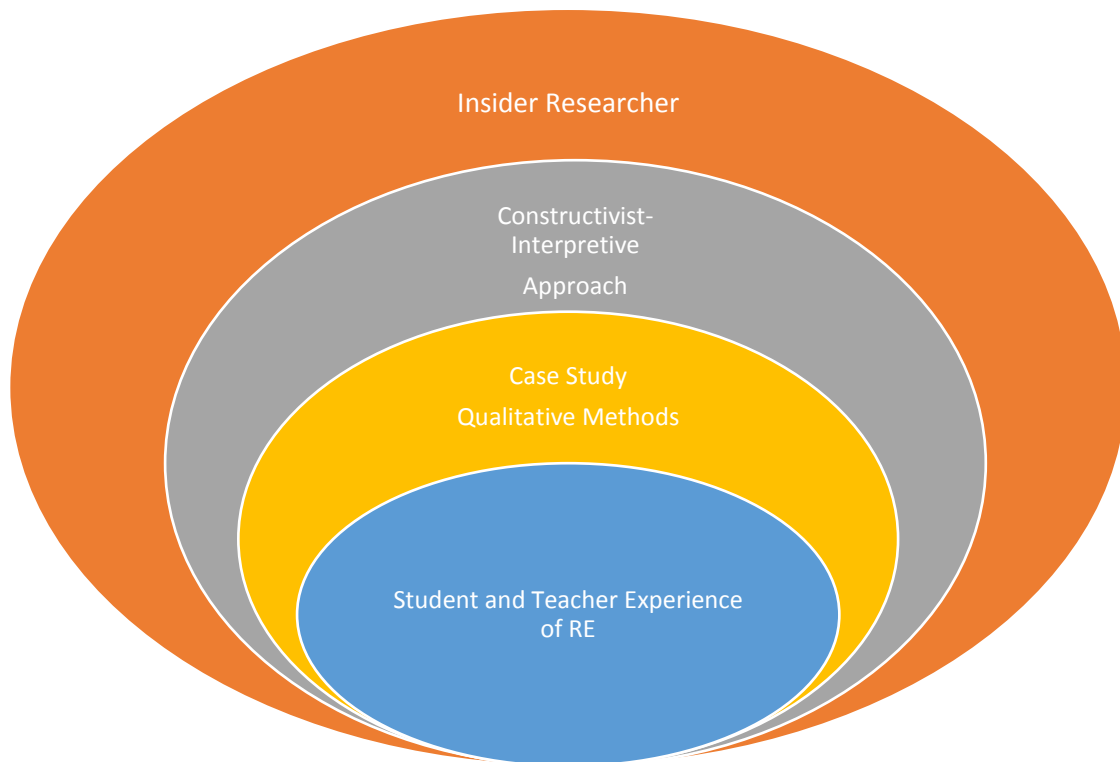 Insider Researcher
Constructivist-
Interpretive
Approach
Case Study
Qualitative Methods
Student and Teacher Experience
of RE